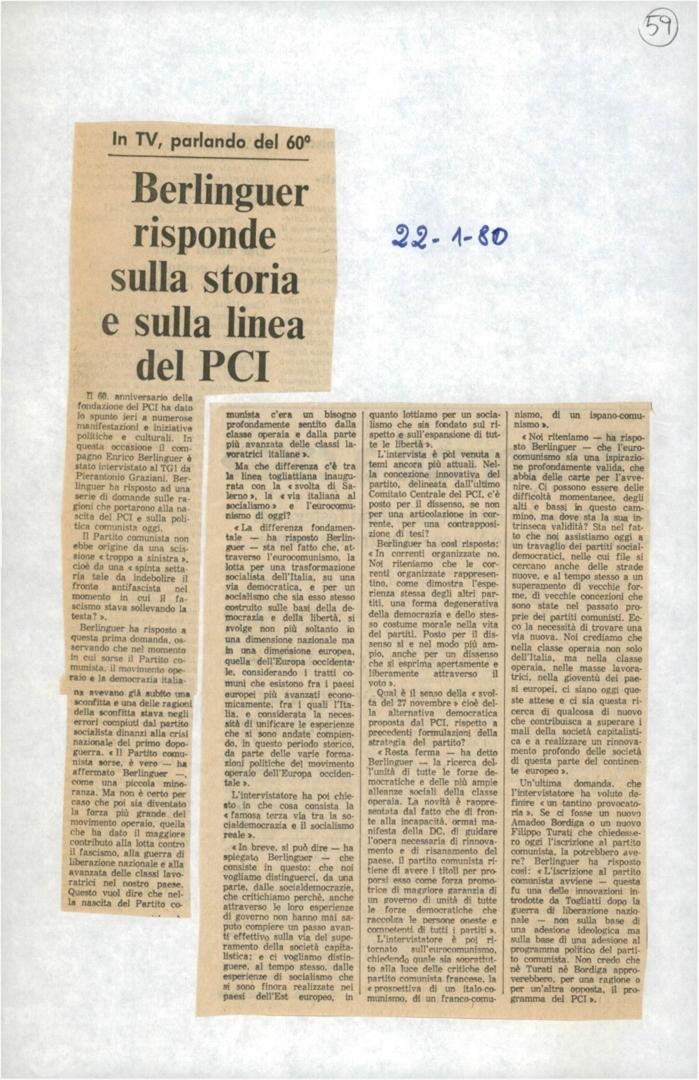 59
In TV, parlando del 60º
Berlinguer
risponde
sulla storia
e sulla linea
del PCI
22-1-80
Il 60. anniversario della
fondazione del PCI ha dato
lo spunto ieri a numerose
manifestazioni e iniziative
politiche e culturali. In
questa occasione il com-
pagno Enrico Berlinguer è
stato intervistato al TG1 da
Pierantonio Graziani. Ber-
linguer ha risposto ad una
serie di domande sulle ra-
gioni che portarono alla na-
scita del PCI e sulla poli-
tica comunista oggi.
Il Partito comunista non
ebbe origine da una scis-
sione « troppo a sinistra »,
cioè da una « spinta setta-
ria tale da indebolire il
fronte antifascista nel
momento in cui il fa-
scismo stava sollevando la
testa? ».
Berlinguer ha risposto a
questa prima domanda, os-
servando che nel momento
in cui sorse il Partito co-
munista, il movimento ope-
raio e la democrazia italia-
na avevano già subito una
sconfitta e una delle ragioni
della sconfitta stava negli
errori compiuti dal partito
socialista dinanzi alla crisi
nazionale del primo dopo-
guerra. « Il Partito comu-
nista sorse, è vero — ha
affermato Berlinguer —,
come una piccola mino-
ranza. Ma non è certo per
caso che poi sia diventato
la forza più grande del
movimento operaio, quella
che ha dato il maggiore
contributo alla lotta contro
il fascismo, alla guerra di
liberazione nazionale e alla
avanzata delle classi lavo-
ratrici nel nostro paese.
Questo vuol dire che nel-
la nascita del Partito co-
munista c'era un bisogno
profondamente sentito dalla
classe operaia e dalla parte
più avanzata delle classi la-
voratrici italiane ».
Ma che differenza c'è tra
la linea togliattiana inaugu-
rata con la « svolta di Sa-
lerno », la « via italiana al
socialismo » e l'eurocomu-
nismo di oggi?
« La differenza fondamen-
tale — ha risposto Berlin-
guer — sta nel fatto che, at-
traverso l'eurocomunismo, la
lotta per una trasformazione
socialista dell'Italia, su una
via democratica, e per un
socialismo che sia esso stesso
costruito sulle basi della de-
mocrazia e della libertà, si
svolge non più soltanto in
una dimensione nazionale ma
in una dimensione europea,
quella dell'Europa occidenta-
le, considerando i tratti co-
muni che esistono fra i paesi
europei più avanzati econo-
micamente, fra i quali l'Ita-
lia, e considerata la necessi-
tà di unificare le esperienze
che si sono andate compien-
do, in questo periodo storico,
da parte delle varie forma-
zioni politiche del movimento
operaio dell'Europa occiden-
tale ».
L'intervistatore ha poi chie-
sto in che cosa consista la
« famosa terza via tra la so-
cialdemocrazia e il socialismo
reale ».
« In breve, si può dire — ha
spiegato Berlinguer — che
consiste in questo: che noi
vogliamo distinguerci, da una
parte, dalle socialdemocrazie,
che critichiamo perchè, anche
attraverso le loro esperienze
di governo non hanno mai sa-
puto compiere un passo avan-
ti effettivo sulla via del supe-
ramento della società capita-
listica; e ci vogliamo distin-
guere, al tempo stesso, dalle
esperienze di socialismo che
si sono finora realizzate nei
paesi dell'Est europeo, in
quanto lottiamo per un socia-
lismo che sia fondato sul ri-
spetto e sull'espansione di tut-
te le libertà ».
L'intervista è poi venuta a
temi ancora più attuali. Nel-
la concezione innovativa del
partito, delineata dall'ultimo
Comitato Centrale del PCI, c'è
posto per il dissenso, se non
per una articolazione in cor-
rente, per una contrapposi-
zione di tesi?
Berlinguer ha così risposto:
« In correnti organizzate no.
Noi riteniamo che le cor-
renti organizzate rappresen-
tino, come dimostra l'espe-
rienza stessa degli altri par-
titi, una forma degenerativa
della democrazia e dello stes-
so costume morale nella vita
dei partiti. Posto per il dis-
senso sì e nel modo più am-
pio, anche per un dissenso
che si esprima apertamente e
liberamente attraverso il
voto ».
Qual è il senso della « svol-
ta del 27 novembre » cioè del-
la alternativa democratica
proposta dal PCI, rispetto a
precedenti formulazioni della
strategia del partito?
« Resta ferma — ha detto
Berlinguer — la ricerca del-
l'unità di tutte le forze de-
mocratiche e delle più ampie
alleanze sociali della classe
operaia. La novità è rappre-
sentata dal fatto che di fron-
te alla incapacità, ormai ma-
nifesta della DC, di guidare
l'opera necessaria di rinnova-
mento e di risanamento del
paese, il partito comunista ri-
tiene di avere i titoli per pro-
porsi esso come forza promo-
trice di maggiore garanzia di
un governo di unità di tutte
le forze democratiche che
raccolga le persone oneste e
competenti di tutti i partiti ».
L'intervistatore è poi ri-
tornato sull'eurocomunismo,
chiedendo quale sia soprattut-
to alla luce delle critiche del
partito comunista francese, la
« prospettiva di un italo-co-
munismo, di un franco-comu-
nismo, di un ispano-comu-
nismo ».
« Noi riteniamo — ha rispo-
sto Berlinguer — che l'euro-
comunismo sia una ispirazio-
ne profondamente valida, che
abbia delle carte per l'avve-
nire. Ci possono essere delle
difficoltà momentanee, degli
alti e bassi in questo cam-
mino, ma dove sta la sua in-
trinseca validità? Sta nel fat-
to che noi assistiamo oggi a
un travaglio dei partiti social-
democratici, nelle cui file si
cercano anche delle strade
nuove, e al tempo stesso a un
superamento di vecchie for-
me, di vecchie concezioni che
sono state nel passato pro-
prie dei partiti comunisti. Ec-
co la necessità di trovare una
via nuova. Noi crediamo che
nella classe operaia non solo
dell'Italia, ma nella classe
operaia, nelle masse lavora-
trici, nella gioventù dei pae-
si europei, ci siano oggi que-
ste attese e ci sia questa ri-
cerca di qualcosa di nuovo
che contribuisca a superare i
mali della società capitalisti-
ca e a realizzare un rinnova-
mento profondo delle società
di questa parte del continen-
te europeo ».
Un'ultima domanda, che
l'intervistatore ha voluto de-
finire « un tantino provocato-
ria ». Se ci fosse un nuovo
Amadeo Bordiga o un nuovo
Filippo Turati che chiedesse-
ro oggi l'iscrizione al partito
comunista, la potrebbero ave-
re? Berlinguer ha risposto
così: « L'iscrizione al partito
comunista avviene — questa
fu una delle innovazioni in-
trodotte da Togliatti dopo la
guerra di liberazione nazio-
nale — non sulla base di
una adesione ideologica ma
sulla base di una adesione al
programma politico del parti-
to comunista. Non credo che
nè Turati nè Bordiga appro-
verebbero, per una ragione o
per un'altra opposta, il pro-
gramma del PCI ».